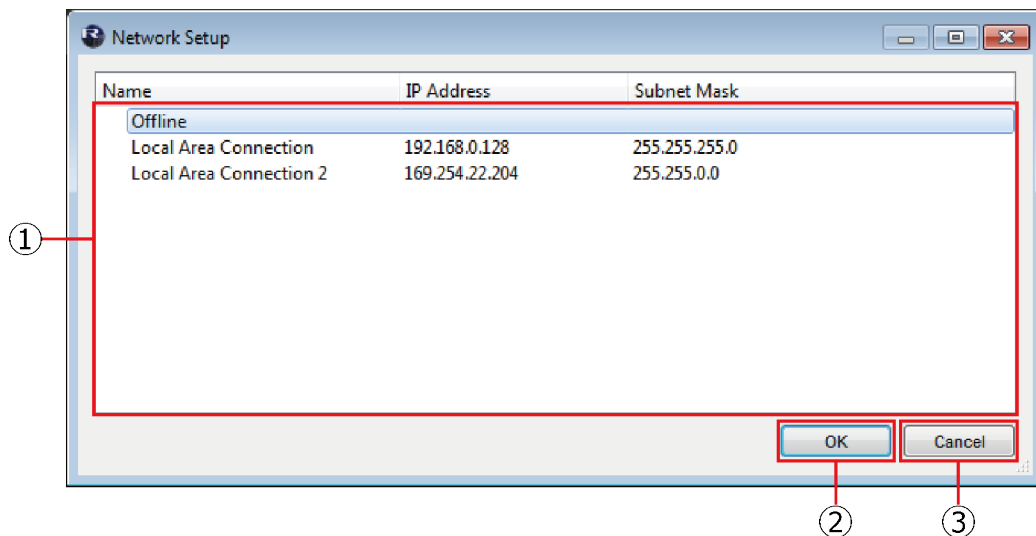 Network Setup
Name IP Address Subnet Mask
Offline
Local Area Connection 192.168.0.128 255.255.255.0
Local Area Connection 2 169.254.22.204 255.255.0.0
①
OK Cancel
② ③